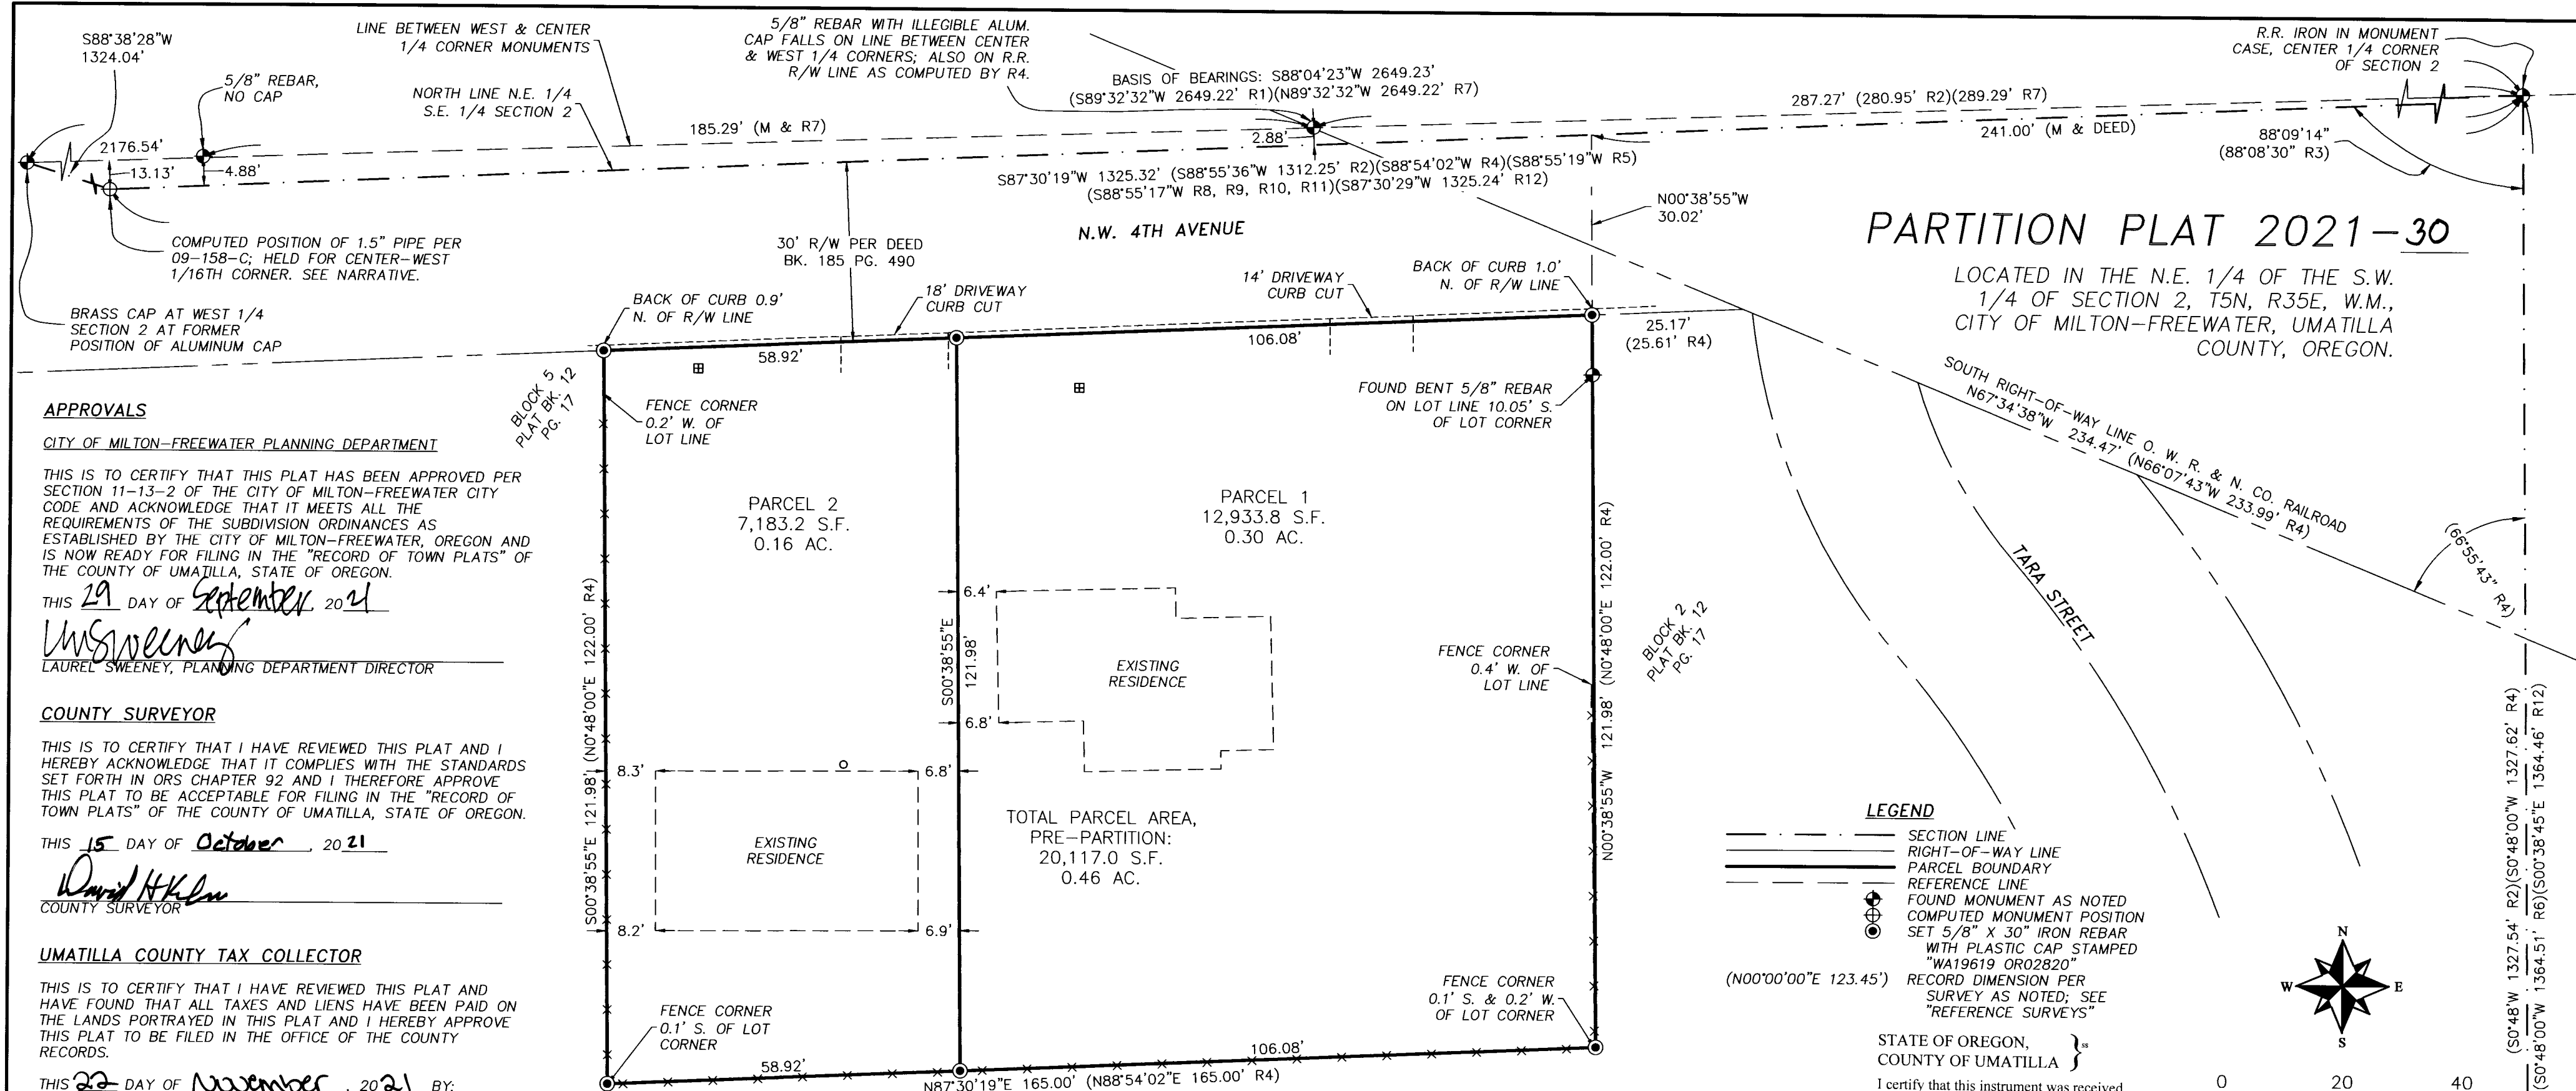 S88°38'28"W
1324.04'
LINE BETWEEN WEST & CENTER
1/4 CORNER MONUMENTS
5/8" REBAR WITH ILLEGIBLE ALUM.
CAP FALLS ON LINE BETWEEN CENTER
& WEST 1/4 CORNERS; ALSO ON R.R.
R/W LINE AS COMPUTED BY R4.
R.R. IRON IN MONUMENT
CASE, CENTER 1/4 CORNER
OF SECTION 2
5/8" REBAR,
NO CAP
NORTH LINE N.E. 1/4
S.E. 1/4 SECTION 2
BASIS OF BEARINGS: S88°04'23"W 2649.23'
(S89°32'32"W 2649.22' R1)(N89°32'32"W 2649.22' R7)
287.27' (280.95' R2)(289.29' R7)
185.29' (M & R7)
2.88'
241.00' (M & DEED)
88°09'14"
(88°08'30" R3)
2176.54'
13.13'
4.88'
S87°30'19"W 1325.32' (S88°55'36"W 1312.25' R2)(S88°54'02"W R4)(S88°55'19"W R5)
(S88°55'17"W R8, R9, R10, R11)(S87°30'29"W 1325.24' R12)
N00°38'55"W
30.02'
COMPUTED POSITION OF 1.5" PIPE PER
09-158-C; HELD FOR CENTER-WEST
1/16TH CORNER. SEE NARRATIVE.
30' R/W PER DEED
BK. 185 PG. 490
N.W. 4TH AVENUE
PARTITION PLAT 2021-30
LOCATED IN THE N.E. 1/4 OF THE S.W.
1/4 OF SECTION 2, T5N, R35E, W.M.,
CITY OF MILTON-FREEWATER, UMATILLA
COUNTY, OREGON.
BRASS CAP AT WEST 1/4
SECTION 2 AT FORMER
POSITION OF ALUMINUM CAP
BACK OF CURB 0.9'
N. OF R/W LINE
18' DRIVEWAY
CURB CUT
14' DRIVEWAY
CURB CUT
BACK OF CURB 1.0'
N. OF R/W LINE
58.92'
106.08'
25.17'
(25.61' R4)
BLOCK 5
PLAT BK. 12
PG. 17
FENCE CORNER
0.2' W. OF
LOT LINE
FOUND BENT 5/8" REBAR
ON LOT LINE 10.05' S.
OF LOT CORNER
SOUTH RIGHT-OF-WAY LINE O. W. R. & N. CO. RAILROAD
N67°34'38"W 234.47' (N66°07'43"W 233.99' R4)
(66°55'43" R4)
APPROVALS
CITY OF MILTON-FREEWATER PLANNING DEPARTMENT
THIS IS TO CERTIFY THAT THIS PLAT HAS BEEN APPROVED PER
SECTION 11-13-2 OF THE CITY OF MILTON-FREEWATER CITY
CODE AND ACKNOWLEDGE THAT IT MEETS ALL THE
REQUIREMENTS OF THE SUBDIVISION ORDINANCES AS
ESTABLISHED BY THE CITY OF MILTON-FREEWATER, OREGON AND
IS NOW READY FOR FILING IN THE "RECORD OF TOWN PLATS" OF
THE COUNTY OF UMATILLA, STATE OF OREGON.
THIS 29 DAY OF September, 2021
LAUREL SWEENEY, PLANNING DEPARTMENT DIRECTOR
COUNTY SURVEYOR
THIS IS TO CERTIFY THAT I HAVE REVIEWED THIS PLAT AND I
HEREBY ACKNOWLEDGE THAT IT COMPLIES WITH THE STANDARDS
SET FORTH IN ORS CHAPTER 92 AND I THEREFORE APPROVE
THIS PLAT TO BE ACCEPTABLE FOR FILING IN THE "RECORD OF
TOWN PLATS" OF THE COUNTY OF UMATILLA, STATE OF OREGON.
THIS 15 DAY OF October, 2021
COUNTY SURVEYOR
UMATILLA COUNTY TAX COLLECTOR
THIS IS TO CERTIFY THAT I HAVE REVIEWED THIS PLAT AND
HAVE FOUND THAT ALL TAXES AND LIENS HAVE BEEN PAID ON
THE LANDS PORTRAYED IN THIS PLAT AND I HEREBY APPROVE
THIS PLAT TO BE FILED IN THE OFFICE OF THE COUNTY
RECORDS.
THIS 22 DAY OF November, 2021 BY:
PARCEL 2
7,183.2 S.F.
0.16 AC.
PARCEL 1
12,933.8 S.F.
0.30 AC.
S00°38'55"E 121.98' (N0°48'00"E 122.00' R4)
S00°38'55"E
121.98'
6.4'
6.8'
EXISTING
RESIDENCE
8.3'
6.8'
EXISTING
RESIDENCE
8.2'
6.9'
TOTAL PARCEL AREA,
PRE-PARTITION:
20,117.0 S.F.
0.46 AC.
FENCE CORNER
0.4' W. OF
LOT LINE
N00°38'55"W 121.98' (N0°48'00"E 122.00' R4)
BLOCK 2
PLAT BK. 12
PG. 17
TARA STREET
FENCE CORNER
0.1' S. OF LOT
CORNER
FENCE CORNER
0.1' S. & 0.2' W.
OF LOT CORNER
58.92'
106.08'
N87°30'19"E 165.00' (N88°54'02"E 165.00' R4)
LEGEND
SECTION LINE
RIGHT-OF-WAY LINE
PARCEL BOUNDARY
REFERENCE LINE
FOUND MONUMENT AS NOTED
COMPUTED MONUMENT POSITION
SET 5/8" X 30" IRON REBAR
WITH PLASTIC CAP STAMPED
"WA19619 OR02820"
(N00°00'00"E 123.45') RECORD DIMENSION PER
SURVEY AS NOTED; SEE
"REFERENCE SURVEYS"
STATE OF OREGON,
COUNTY OF UMATILLA } ss
I certify that this instrument was received
N
W E
S
0 20 40
(S0°48'W 1327.54' R2)(S0°48'00"W 1327.62' R4)
(S0°48'00"W 1364.51' R6)(S00°38'45"E 1364.46' R12)